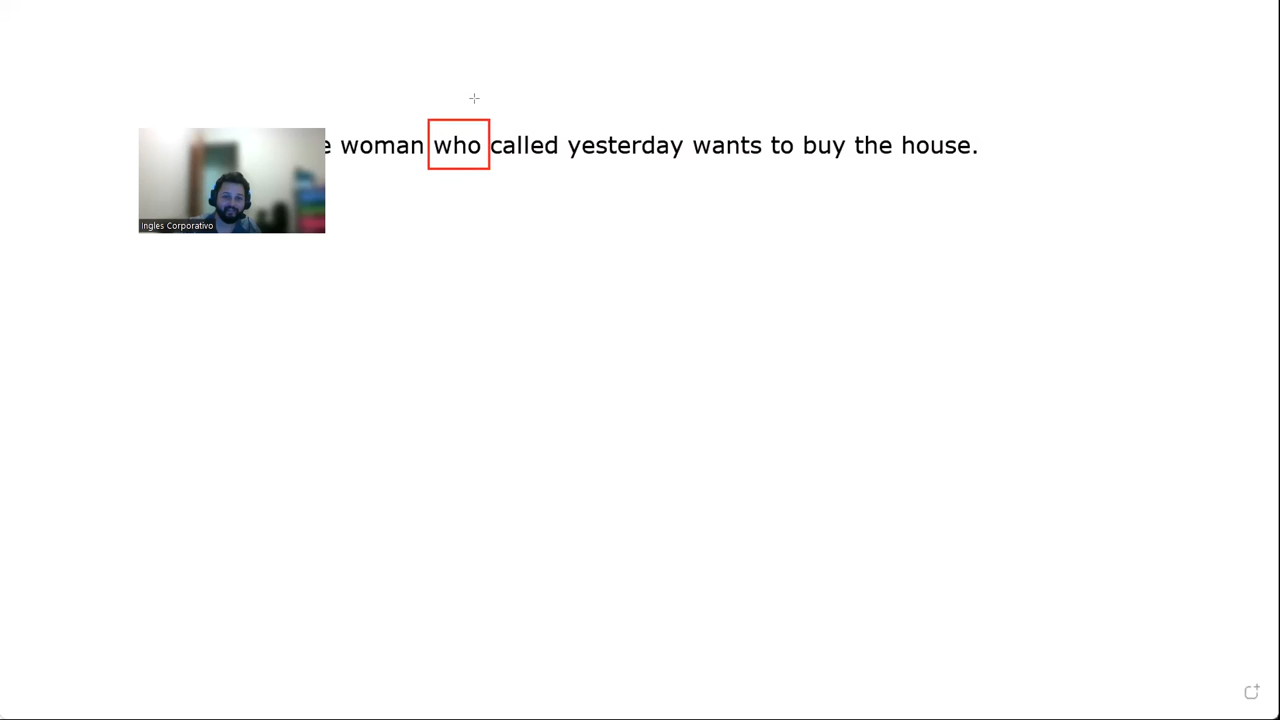 woman who called yesterday wants to buy the house.
Ingles Corporativo